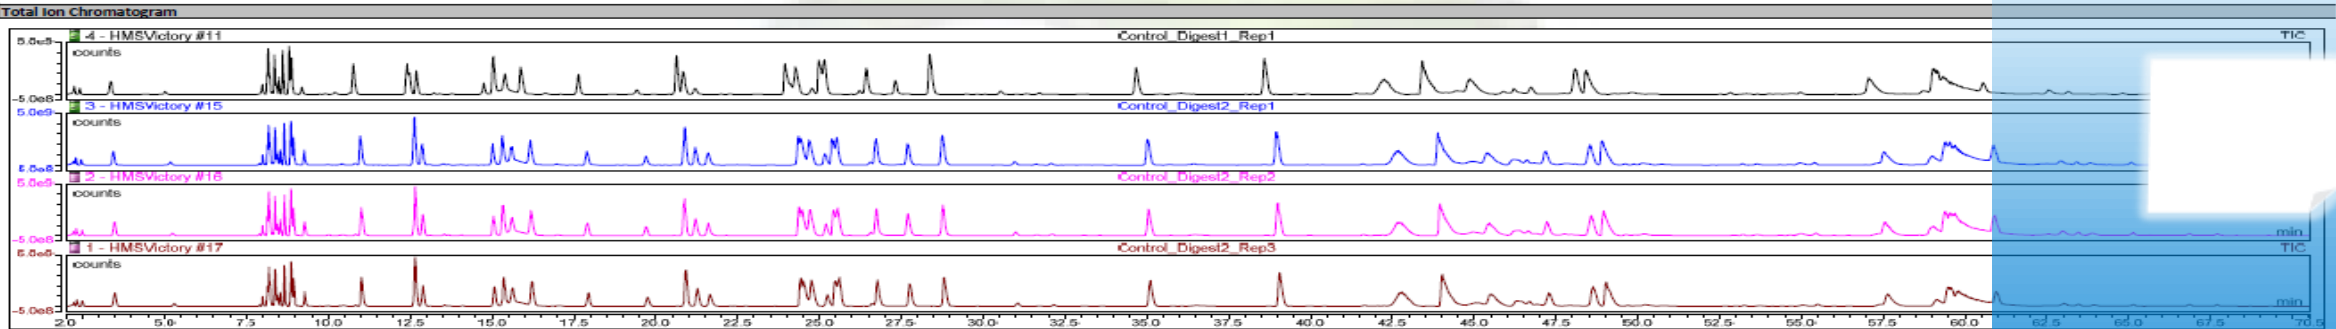 Total Ion Chromatogram
4 - HMSVictory #11 Control_Digest1_Rep1 TIC
counts
-5.0e8
3 - HMSVictory #15 Control_Digest2_Rep1
5.0e9
counts
2 - HMSVictory #16 Control_Digest2_Rep2
5.0e9
counts
-5.0e8 min
1 - HMSVictory #17 Control_Digest2_Rep3 TIC
counts
min
-5.0e8
2.0 5.0 7.5 10.0 12.5 15.0 17.5 20.0 22.5 25.0 27.5 30.0 32.5 35.0 37.5 40.0 42.5 45.0 47.5 50.0 52.5 55.0 57.5 60.0 62.5 65.0 67.5 70.5